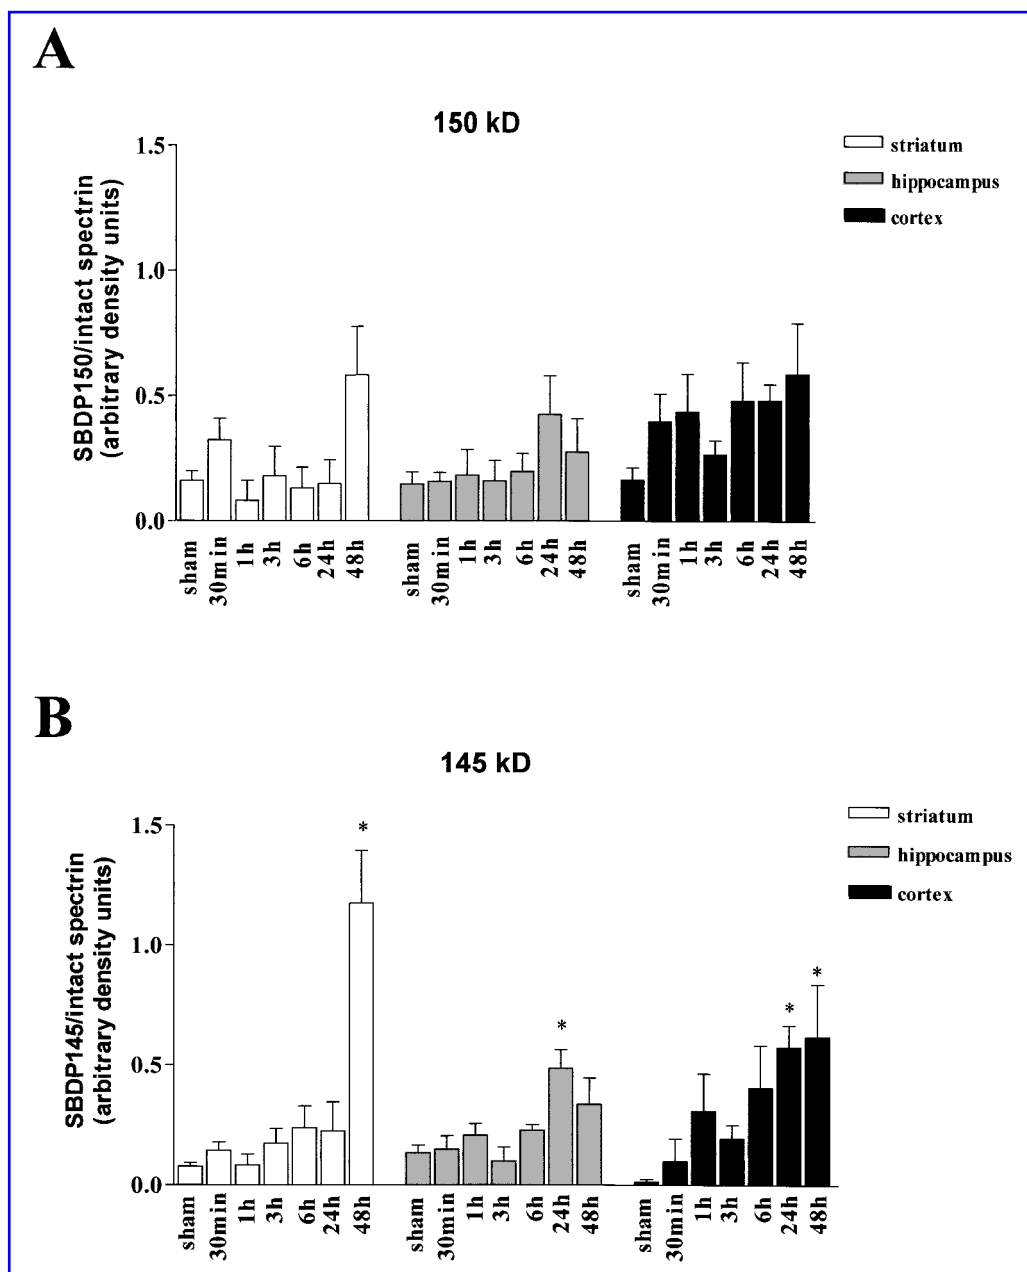 A
150 kD
striatum
hippocampus
cortex
SBDP150/intact spectrin
(arbitrary density units)
1.5
1.0
0.5
0.0
sham 30min 1h 3h 6h 24h 48h sham 30min 1h 3h 6h 24h 48h sham 30min 1h 3h 6h 24h 48h
B
145 kD
striatum
hippocampus
cortex
SBDP145/intact spectrin
(arbitrary density units)
1.5
1.0
0.5
0.0
*
*
*
*
sham 30min 1h 3h 6h 24h 48h sham 30min 1h 3h 6h 24h 48h sham 30min 1h 3h 6h 24h 48h